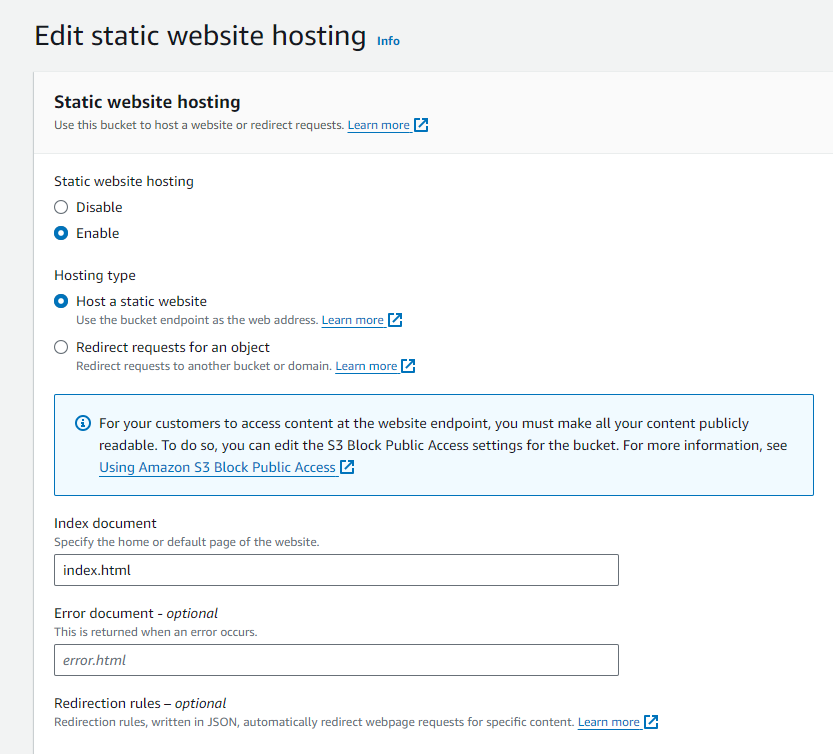 Edit static website hosting Info
Static website hosting
Use this bucket to host a website or redirect requests. Learn more
Static website hosting
Disable
Enable
Hosting type
Host a static website
Use the bucket endpoint as the web address. Learn more
Redirect requests for an object
Redirect requests to another bucket or domain. Learn more
For your customers to access content at the website endpoint, you must make all your content publicly
readable. To do so, you can edit the S3 Block Public Access settings for the bucket. For more information, see
Using Amazon S3 Block Public Access
Index document
Specify the home or default page of the website.
index.html
Error document - optional
This is returned when an error occurs.
error.html
Redirection rules – optional
Redirection rules, written in JSON, automatically redirect webpage requests for specific content. Learn more